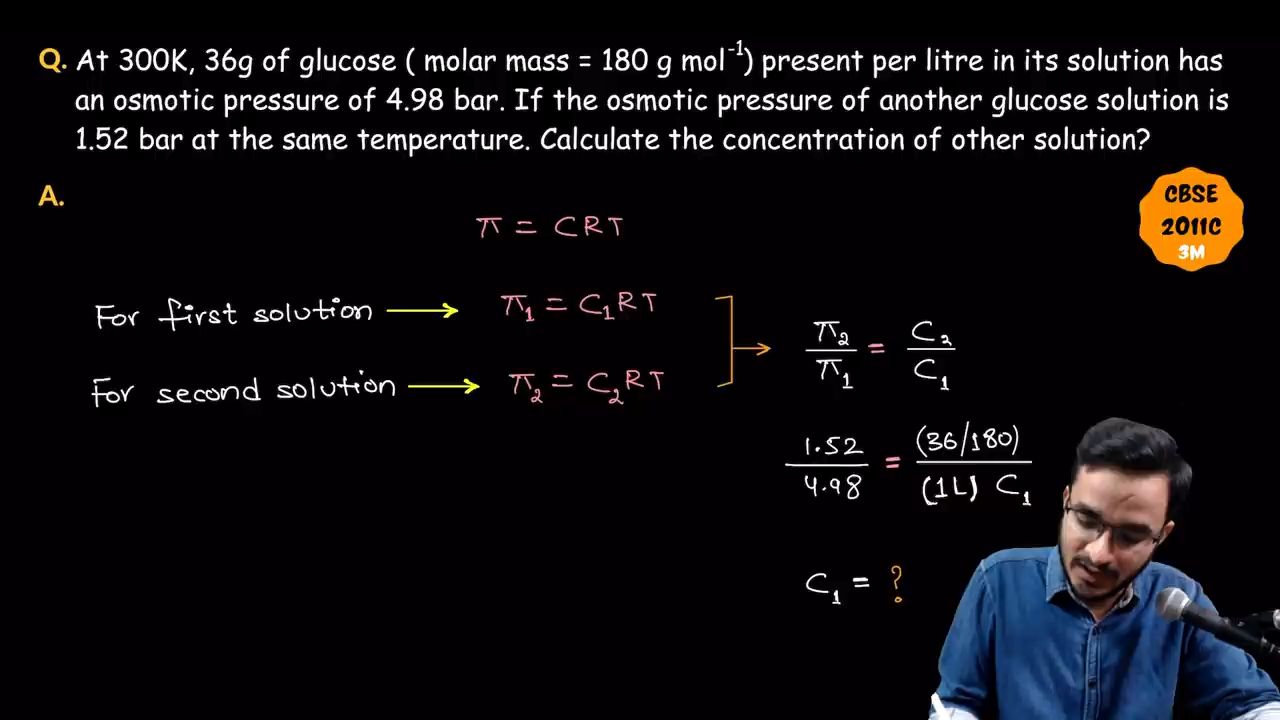 Q. At 300K, 36g of glucose ( molar mass = 180 g mol⁻¹) present per litre in its solution has
an osmotic pressure of 4.98 bar. If the osmotic pressure of another glucose solution is
1.52 bar at the same temperature. Calculate the concentration of other solution?
A.
CBSE
2011C
3M
π = CRT
For first solution → π₁ = C₁RT
For second solution → π₂ = C₂RT
π₂/π₁ = C₂/C₁
1.52/4.98 = (36/180)/(1L) C₁
C₁ = ?